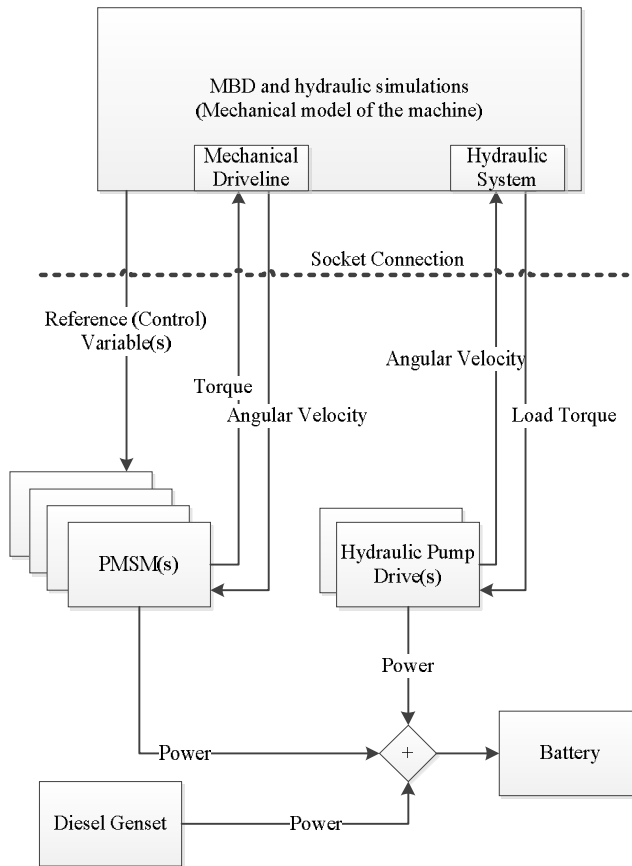 MBD and hydraulic simulations
(Mechanical model of the machine)
Mechanical
Driveline
Hydraulic
System
Socket Connection
Reference (Control)
Variable(s)
Torque
Angular Velocity
Angular Velocity
Load Torque
PMSM(s)
Hydraulic Pump
Drive(s)
Power
Power
+
Battery
Diesel Genset
Power